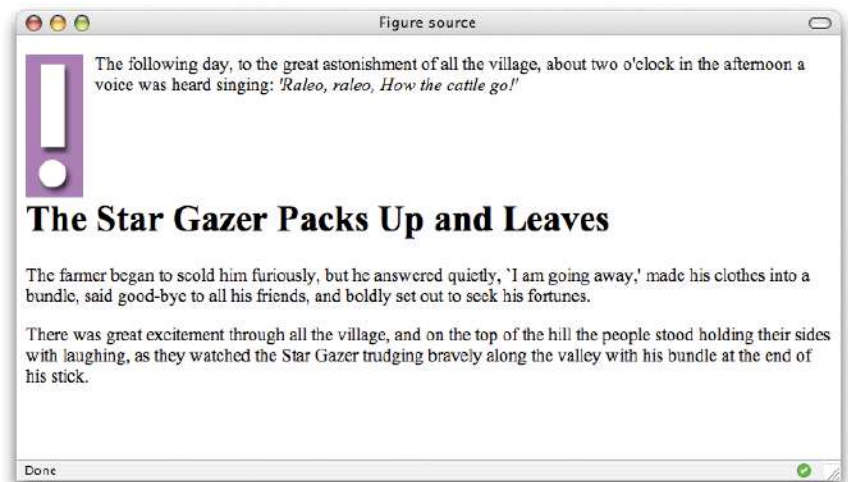 Figure source
The following day, to the great astonishment of all the village, about two o'clock in the afternoon a
voice was heard singing: 'Raleo, raleo, How the cattle go!'
!
The Star Gazer Packs Up and Leaves
The farmer began to scold him furiously, but he answered quietly, `I am going away,' made his clothes into a
bundle, said good-bye to all his friends, and boldly set out to seek his fortunes.
There was great excitement through all the village, and on the top of the hill the people stood holding their sides
with laughing, as they watched the Star Gazer trudging bravely along the valley with his bundle at the end of
his stick.
Done